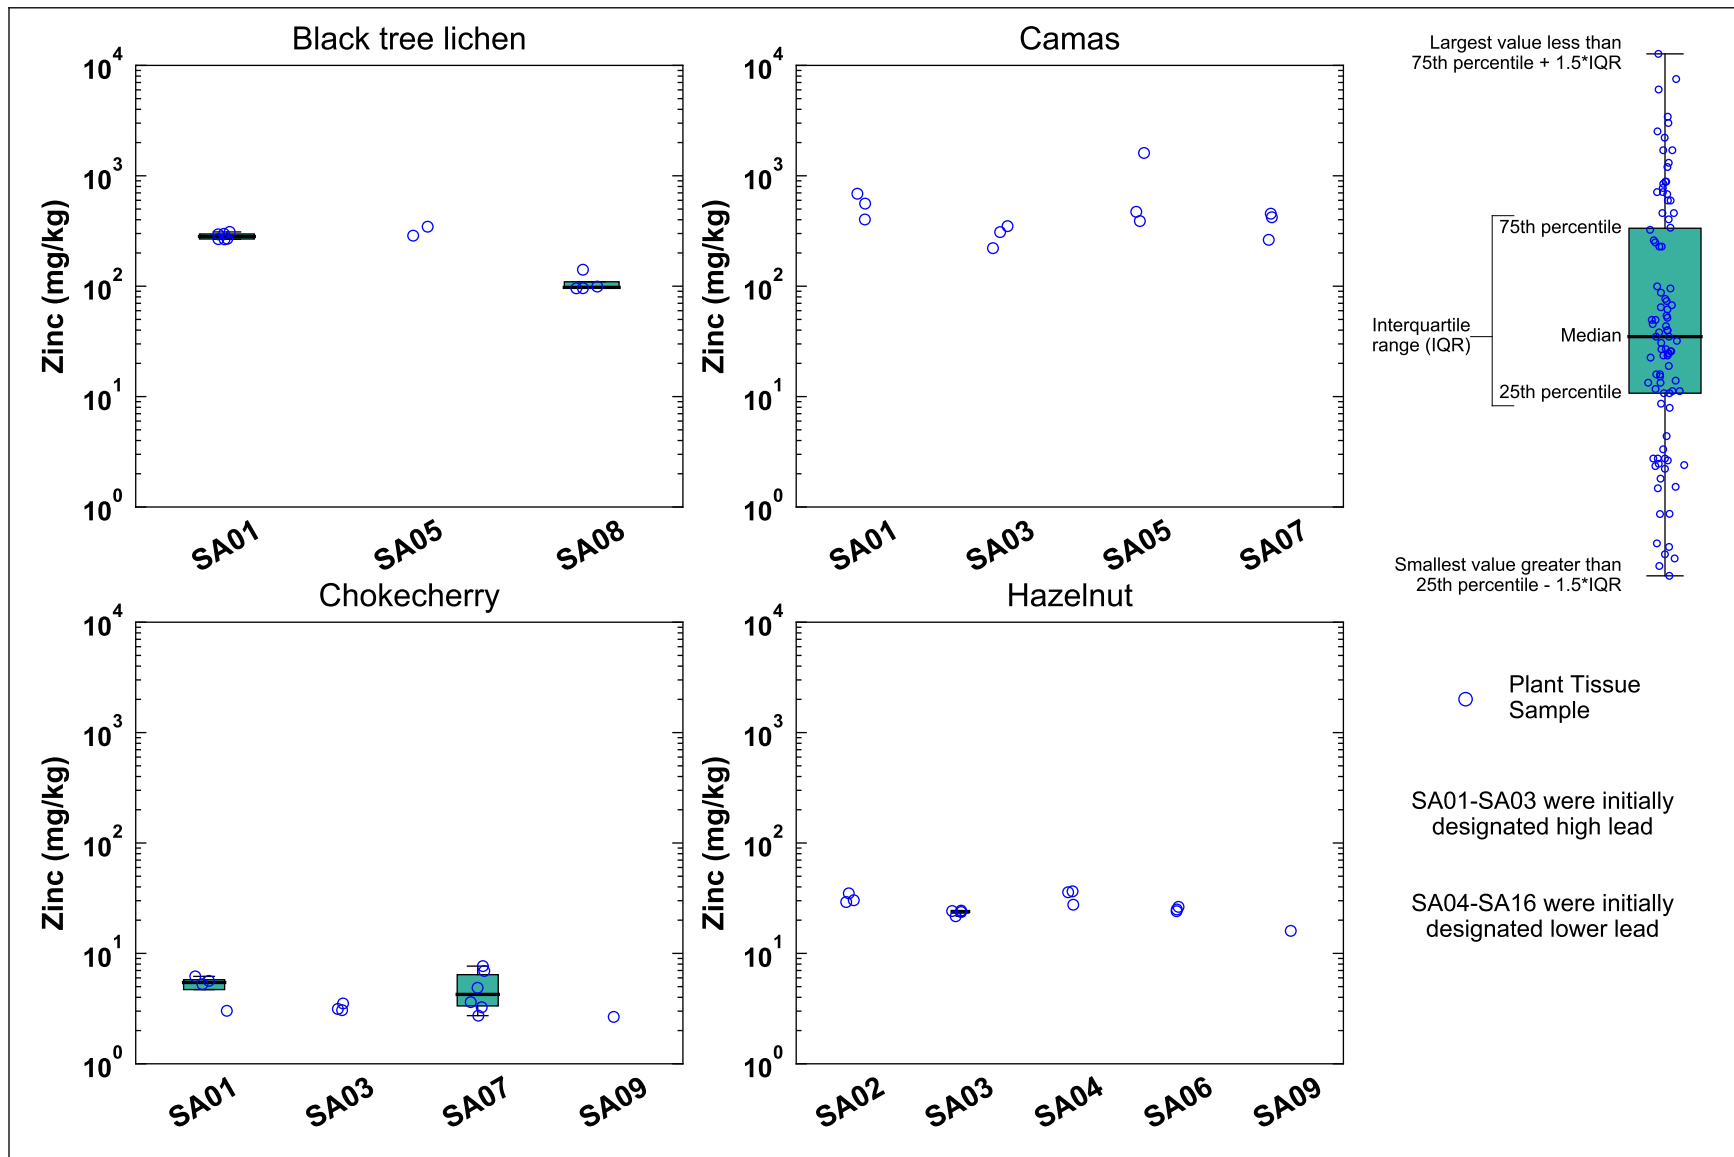 Black tree lichen
10^4
10^3
10^2
10^1
10^0
Zinc (mg/kg)
SA01
SA05
SA08
Camas
10^4
10^3
10^2
10^1
10^0
Zinc (mg/kg)
SA01
SA03
SA05
SA07
Largest value less than
75th percentile + 1.5*IQR
75th percentile
Interquartile
range (IQR)
Median
25th percentile
Smallest value greater than
25th percentile - 1.5*IQR
Chokecherry
10^4
10^3
10^2
10^1
10^0
Zinc (mg/kg)
SA01
SA03
SA07
SA09
Hazelnut
10^4
10^3
10^2
10^1
10^0
Zinc (mg/kg)
SA02
SA03
SA04
SA06
SA09
Plant Tissue
Sample
SA01-SA03 were initially
designated high lead
SA04-SA16 were initially
designated lower lead